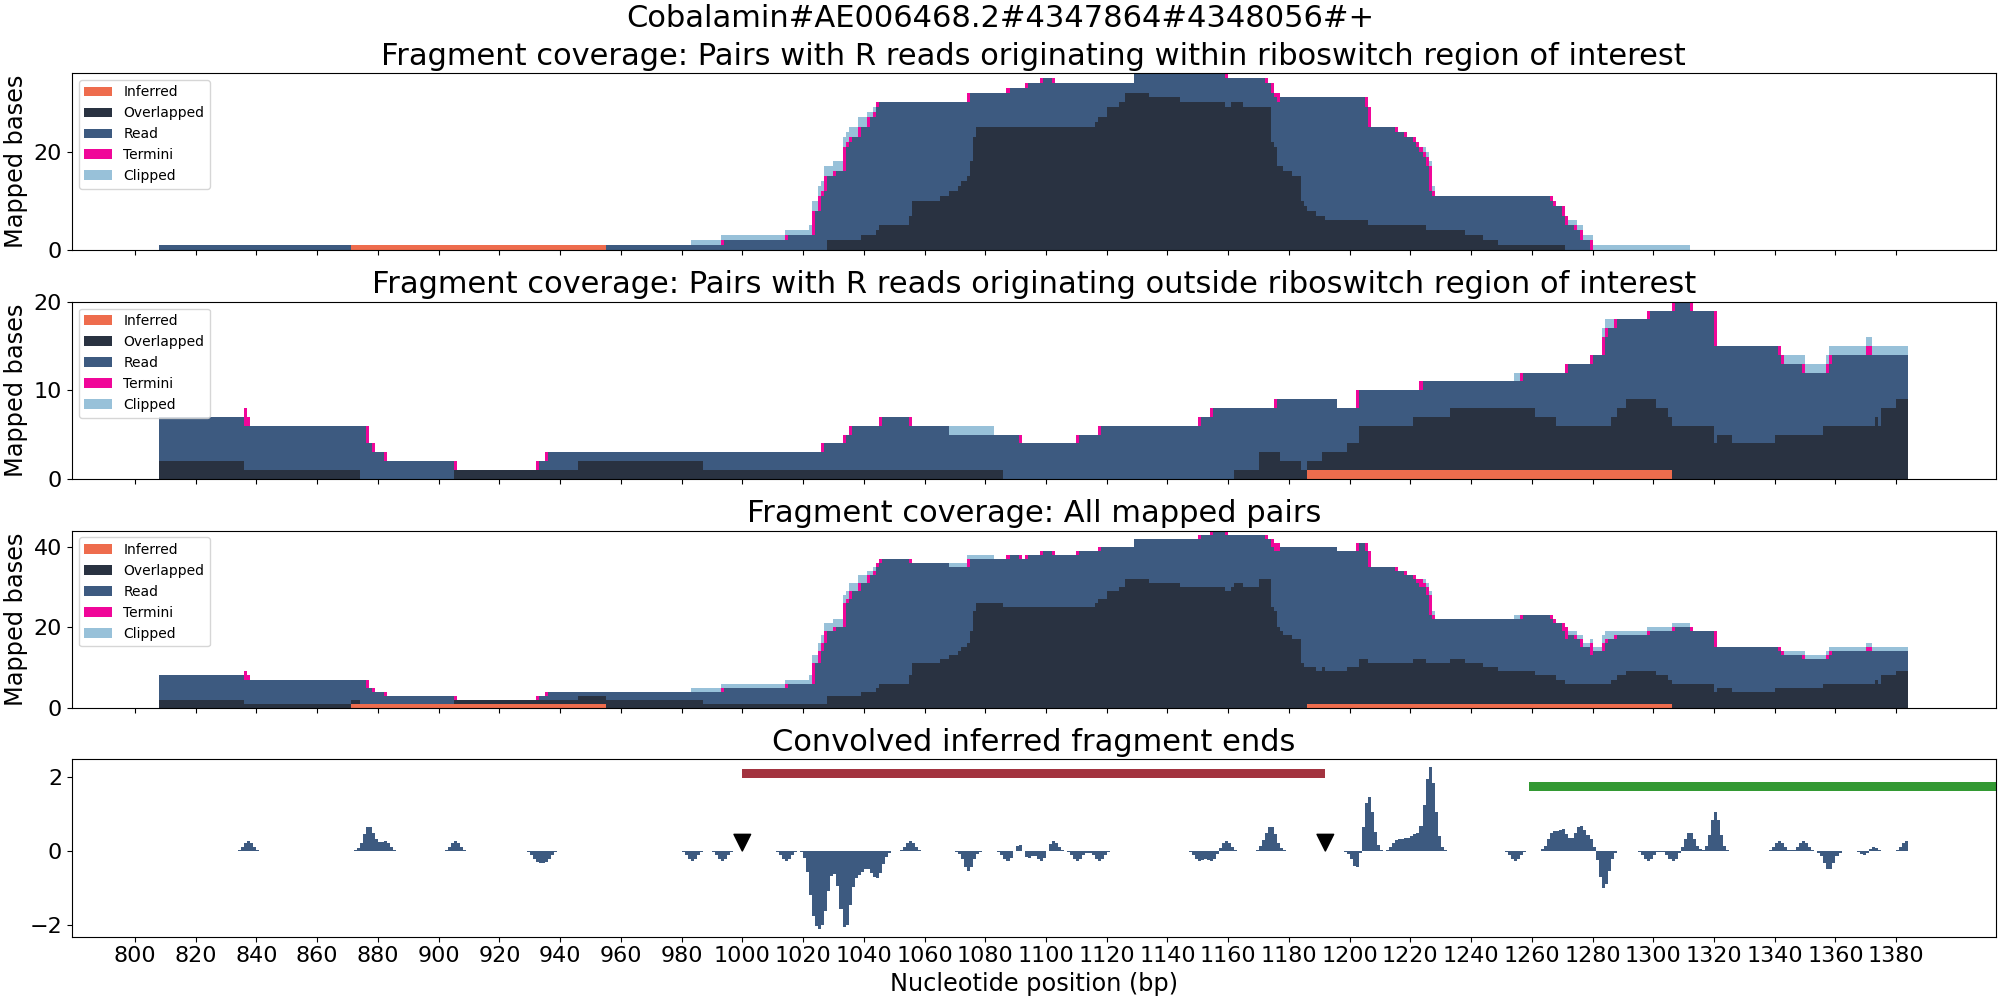 Cobalamin#AE006468.2#4347864#4348056#+
Fragment coverage: Pairs with R reads originating within riboswitch region of interest
Mapped bases
20
0
Inferred
Overlapped
Read
Termini
Clipped
Fragment coverage: Pairs with R reads originating outside riboswitch region of interest
Mapped bases
20
10
0
Inferred
Overlapped
Read
Termini
Clipped
Fragment coverage: All mapped pairs
Mapped bases
40
20
0
Inferred
Overlapped
Read
Termini
Clipped
Convolved inferred fragment ends
2
0
−2
800 820 840 860 880 900 920 940 960 980 1000 1020 1040 1060 1080 1100 1120 1140 1160 1180 1200 1220 1240 1260 1280 1300 1320 1340 1360 1380
Nucleotide position (bp)